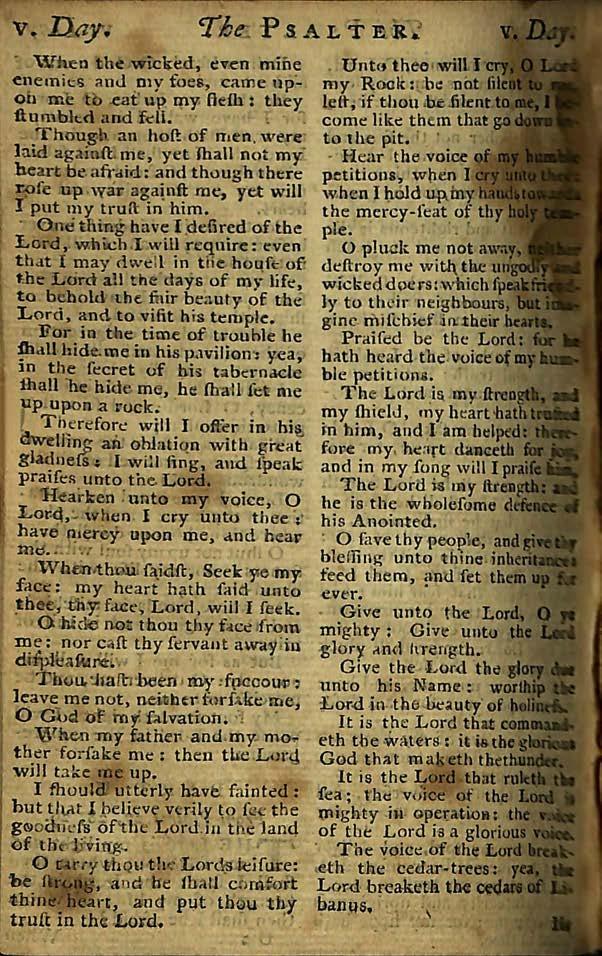 v. Day. The PSALTER. v. Day.
When the wicked, even mine
enemies and my foes, came up-
on me to eat up my fleſh: they
ſtumbled and fell.
Though an hoſt of men were
laid againſt me, yet ſhall not my
heart be afraid: and though there
roſe up war againſt me, yet will
I put my truſt in him.
One thing have I deſired of the
Lord, which I will require: even
that I may dwell in the houſe of
the Lord all the days of my life,
to behold the fair beauty of the
Lord, and to viſit his temple.
For in the time of trouble he
ſhall hide me in his pavilion: yea,
in the ſecret of his tabernacle
ſhall he hide me, he ſhall ſet me
up upon a rock.
Therefore will I offer in his
dwelling an oblation with great
gladneſs: I will ſing, and ſpeak
praiſes unto the Lord.
Hearken unto my voice, O
Lord, when I cry unto thee:
have mercy upon me, and hear
me.
When thou ſaidſt, Seek ye my
face: my heart hath ſaid unto
thee, thy face, Lord, will I ſeek.
O hide not thou thy face from
me: nor caſt thy ſervant away in
diſpleaſure.
Thou haſt been my ſuccour:
leave me not, neither forſake me,
O God of my ſalvation.
When my father and my mo-
ther forſake me: then the Lord
will take me up.
I ſhould utterly have fainted:
but that I believe verily to ſee the
goodneſs of the Lord in the land
of the living.
O tarry thou the Lords leiſure:
be ſtrong, and he ſhall comfort
thine heart, and put thou thy
truſt in the Lord.
Unto thee will I cry, O Lord
my Rock: be not ſilent to me,
leſt, if thou be ſilent to me, I be-
come like them that go down
to the pit.
Hear the voice of my humble
petitions, when I cry unto thee:
when I hold up my hands towards
the mercy-ſeat of thy holy tem-
ple.
O pluck me not away, neither
deſtroy me with the ungodly and
wicked doers: which ſpeak friend-
ly to their neighbours, but ima-
gine miſchief in their hearts.
Praiſed be the Lord: for he
hath heard the voice of my hum-
ble petitions.
The Lord is my ſtrength, and
my ſhield, my heart hath truſted
in him, and I am helped: there-
fore my heart danceth for joy,
and in my ſong will I praiſe him.
The Lord is my ſtrength: and
he is the wholeſome defence of
his Anointed.
O ſave thy people, and give thy
bleſſing unto thine inheritance:
feed them, and ſet them up for
ever.
Give unto the Lord, O ye
mighty: Give unto the Lord
glory and ſtrength.
Give the Lord the glory due
unto his Name: worſhip the
Lord in the beauty of holineſs.
It is the Lord that command-
eth the waters: it is the glorious
God that maketh thethunder.
It is the Lord that ruleth the
ſea; the voice of the Lord is
mighty in operation: the voice
of the Lord is a glorious voice.
The voice of the Lord break-
eth the cedar-trees: yea, the
Lord breaketh the cedars of Li-
banus.